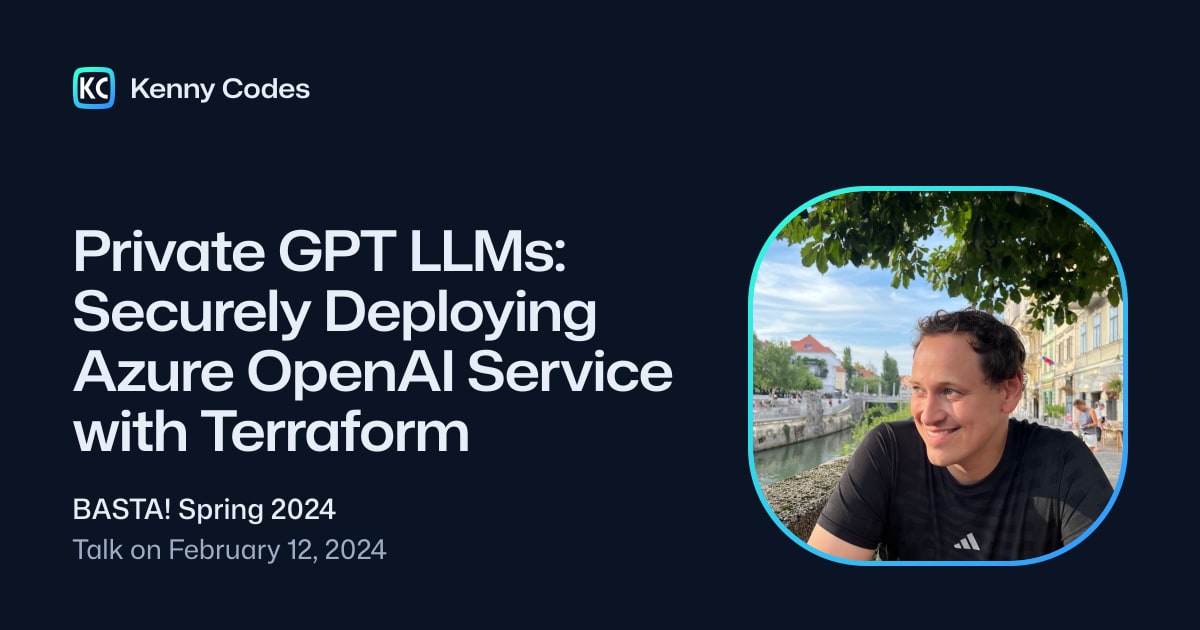 KC
Kenny Codes
Private GPT LLMs:
Securely Deploying
Azure OpenAI Service
with Terraform
BASTA! Spring 2024
Talk on February 12, 2024